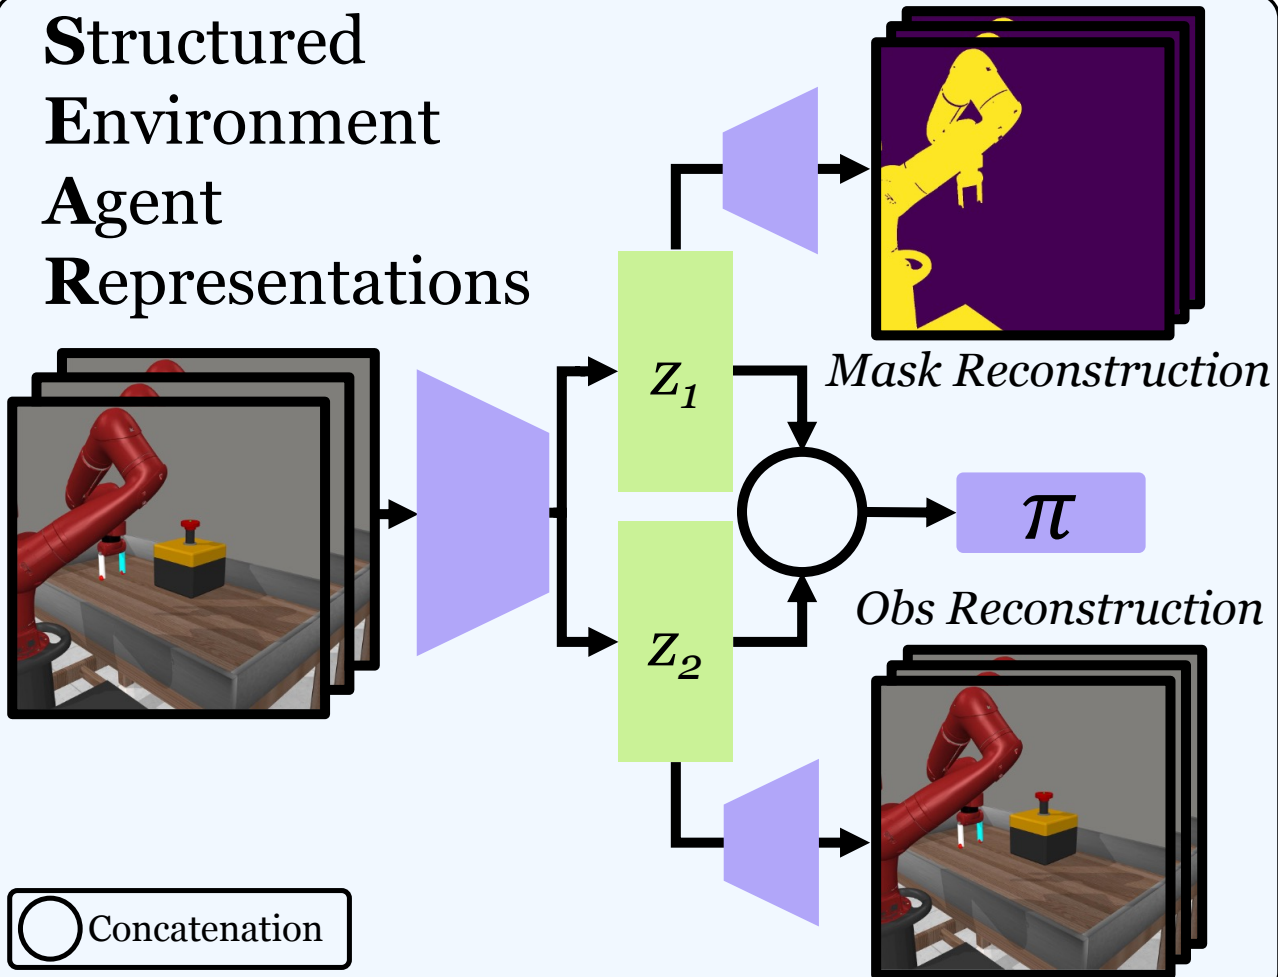 Structured
Environment
Agent
Representations
Mask Reconstruction
z1
π
z2
Obs Reconstruction
Concatenation